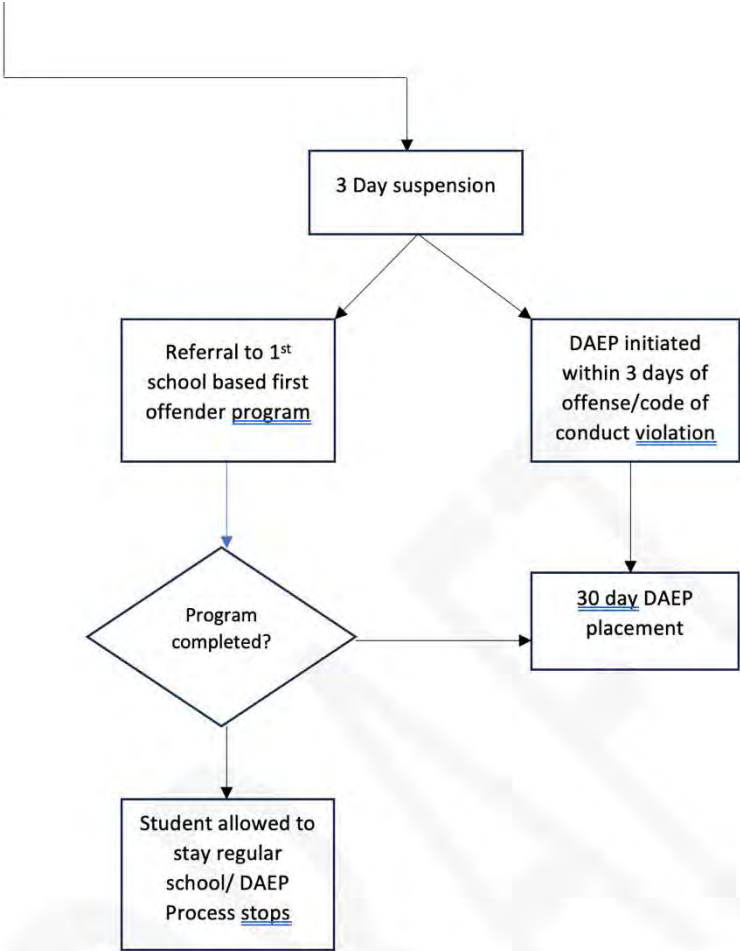 3 Day suspension
Referral to 1st
school based first
offender program
DAEP initiated
within 3 days of
offense/code of
conduct violation
Program
completed?
30 day DAEP
placement
Student allowed to
stay regular
school/ DAEP
Process stops